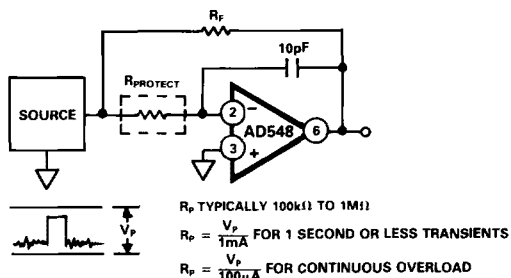 RF
10pF
RPROTECT
SOURCE
2 −
AD548
6
3 +
VP
RP TYPICALLY 100kΩ TO 1MΩ
RP = VP/1mA FOR 1 SECOND OR LESS TRANSIENTS
RP = VP/100µA FOR CONTINUOUS OVERLOAD